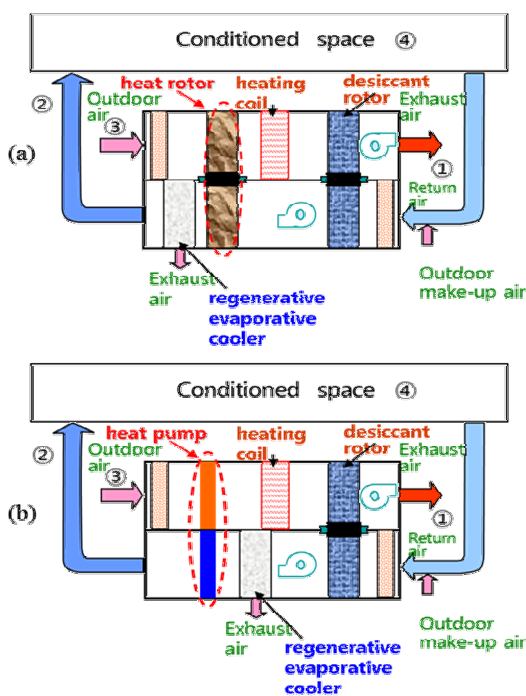 Conditioned space ④
②
heat rotor
heating
coil
desiccant
rotor
Outdoor
air
③
Exhaust
air
(a)
①
Return
air
Exhaust
air
Outdoor
make-up air
regenerative
evaporative
cooler
Conditioned space ④
②
heat pump
heating
coil
desiccant
rotor
Outdoor
air
③
Exhaust
air
(b)
①
Return
air
Exhaust
air
Outdoor
make-up air
regenerative
evaporative
cooler